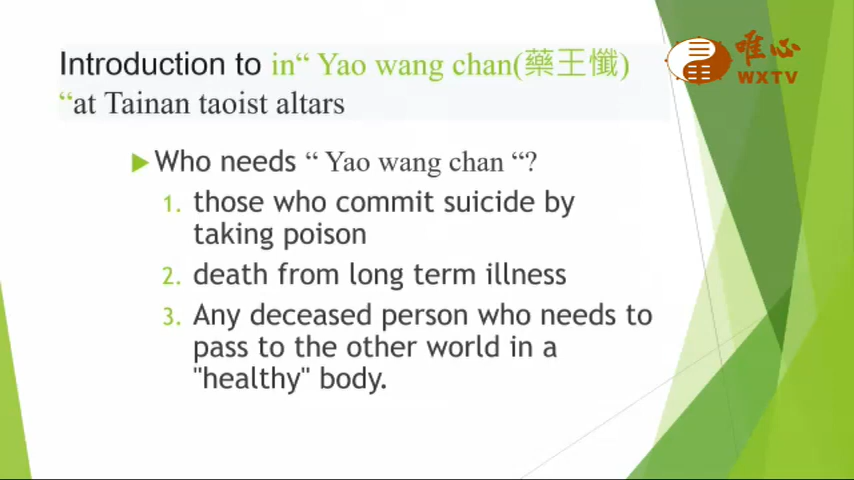 Introduction to in“ Yao wang chan(藥王懺)
“at Tainan taoist altars
唯心
WXTV
Who needs “ Yao wang chan “?
1. those who commit suicide by
taking poison
2. death from long term illness
3. Any deceased person who needs to
pass to the other world in a
"healthy" body.